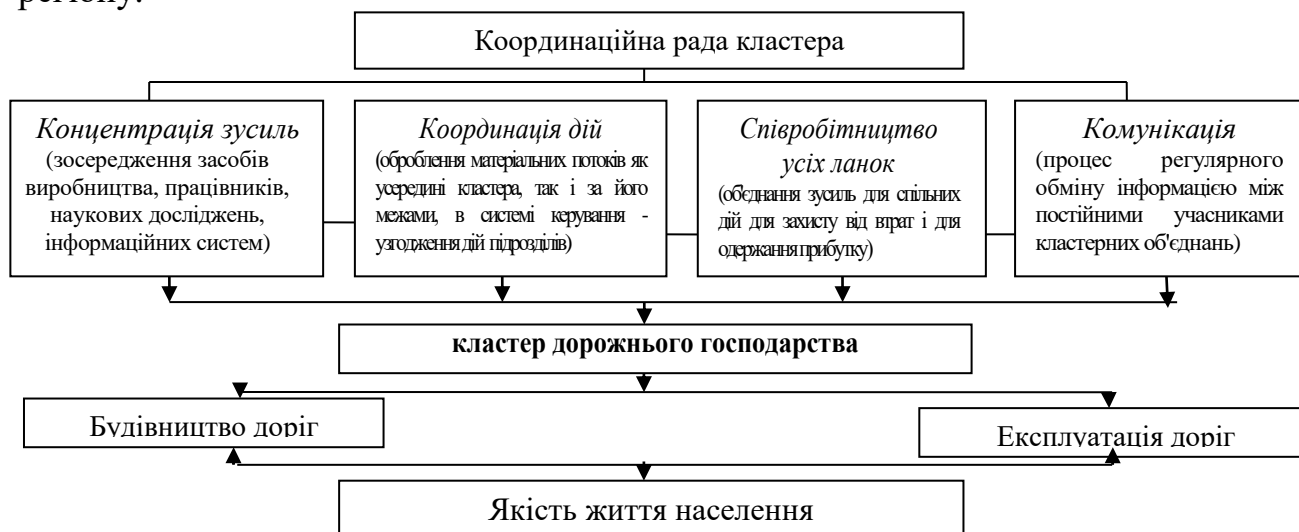 регіону.
Координаційна рада кластера
Концентрація зусиль
(зосередження засобів
виробництва, працівників,
наукових досліджень,
інформаційних систем)
Координація дій
(оброблення матеріальних потоків як
усередині кластера, так і за його
межами, в системі керування -
узгодження дій підрозділів)
Співробітництво
усіх ланок
(об'єднання зусиль для спільних
дій для захисту від втрат і для
одержання прибутку)
Комунікація
(процес регулярного
обміну інформацією між
постійними учасниками
кластерних об'єднань)
кластер дорожнього господарства
Будівництво доріг
Експлуатація доріг
Якість життя населення